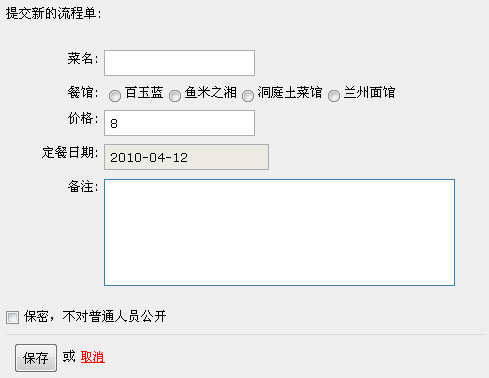 提交新的流程单:
菜名:
餐馆: 百玉蓝 鱼米之湘 洞庭土菜馆 兰州面馆
价格: 8
定餐日期: 2010-04-12
备注:
保密，不对普通人员公开
保存 或 取消